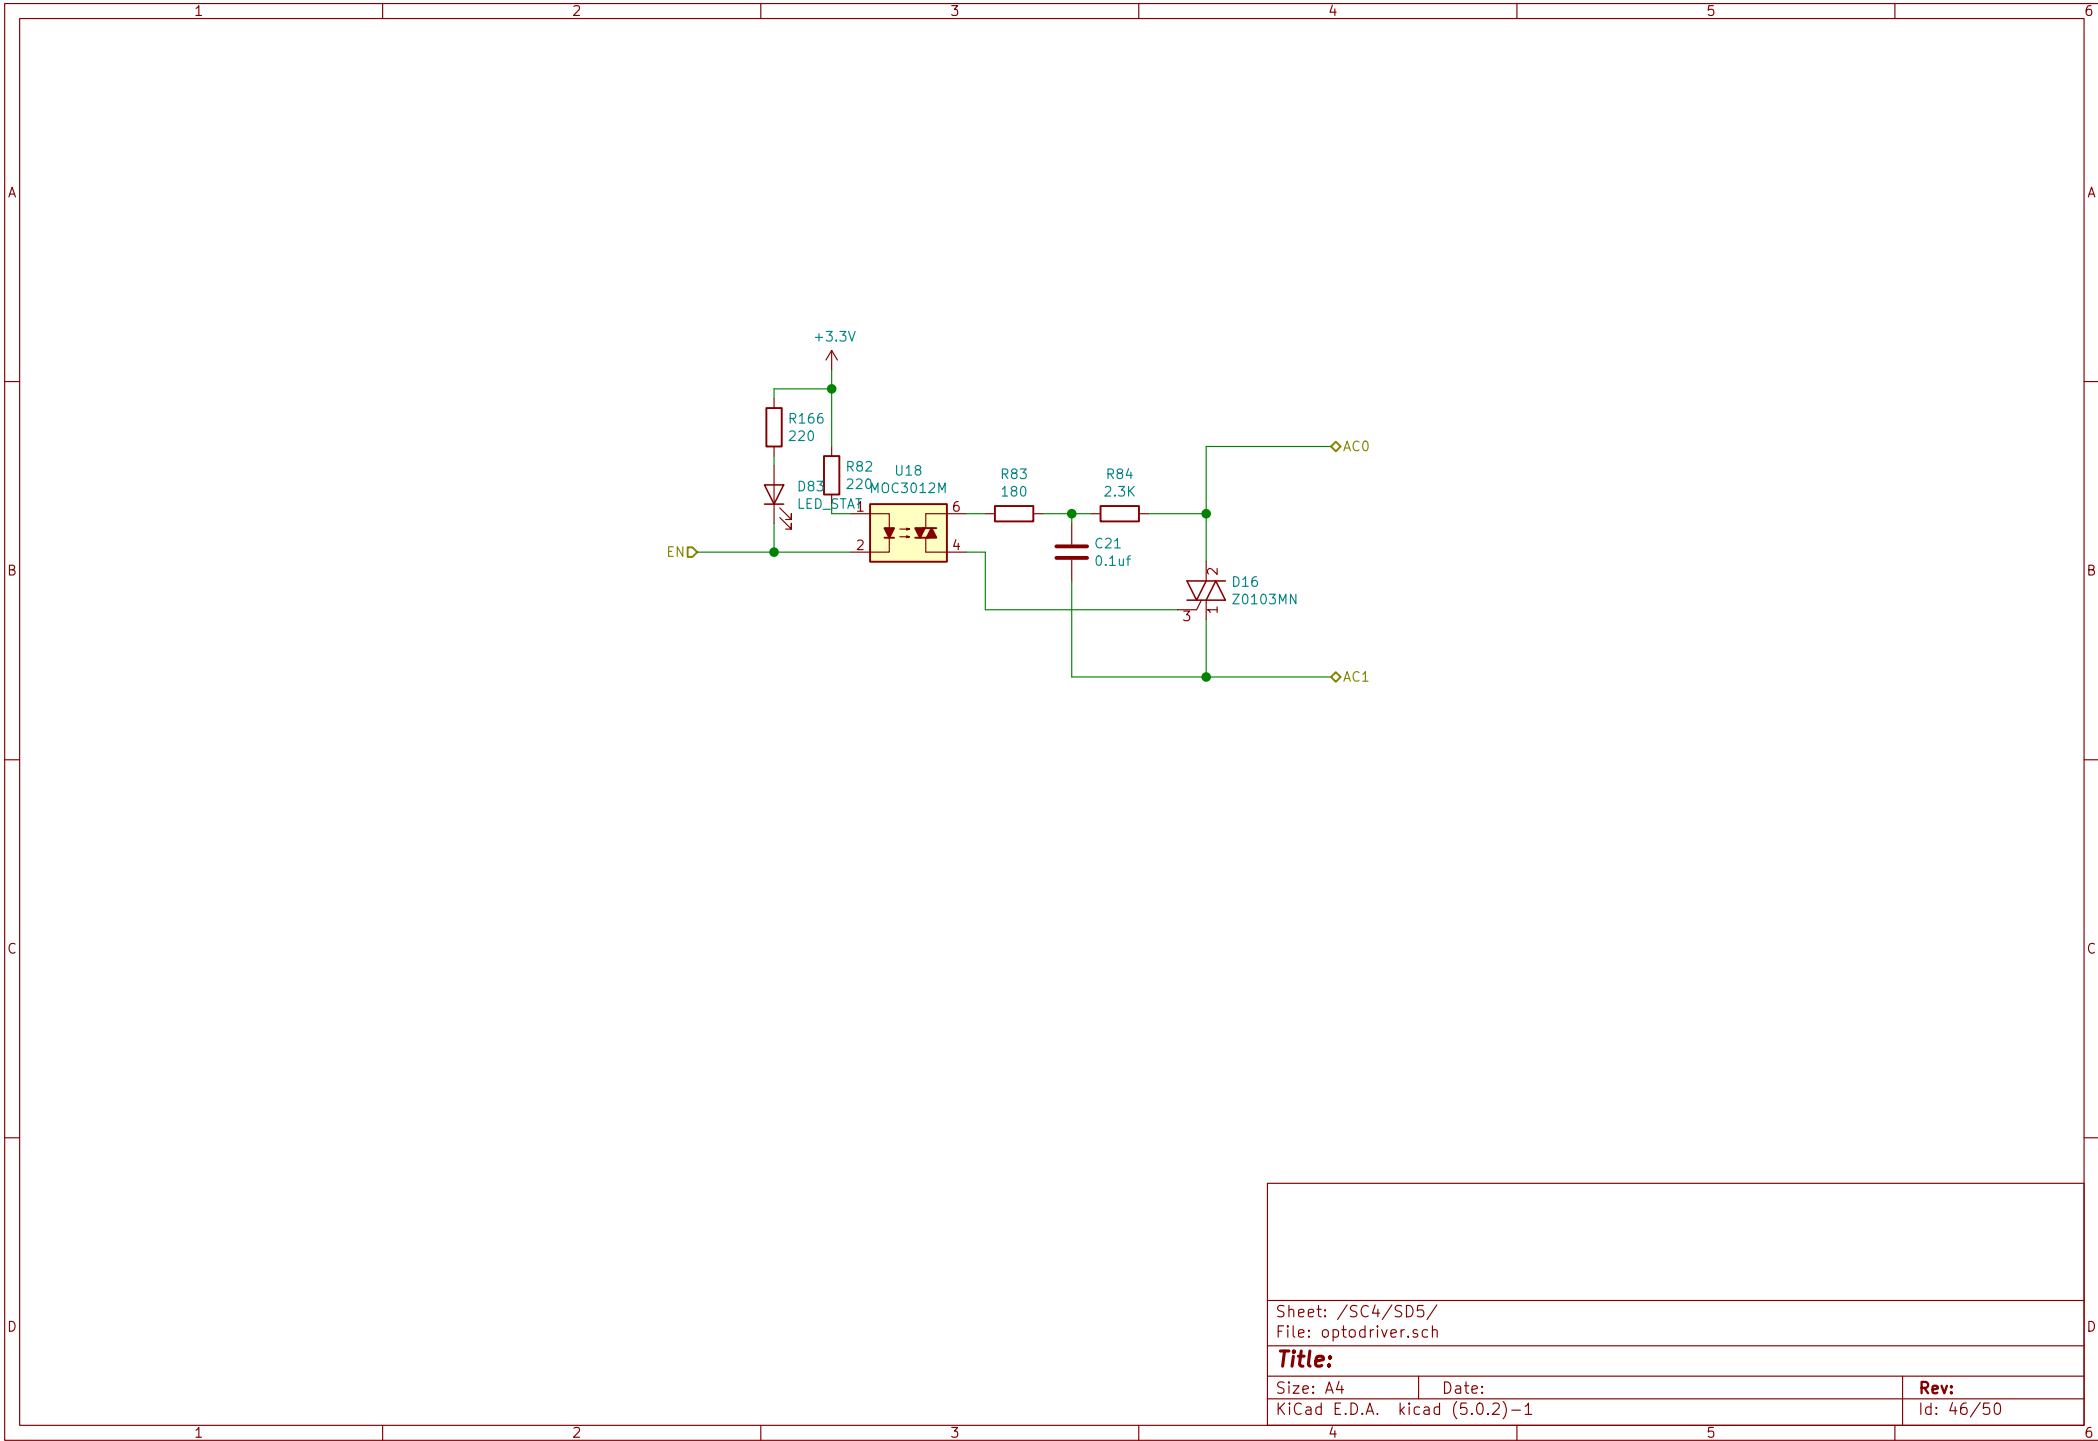 1 2 3 4 5 6
A A
+3.3V
R166
220
AC0
R82
220
U18
MOC3012M
R83
180
R84
2.3K
D83
LED_STAT
1
6
2
4
EN
C21
0.1uf
2
D16
Z0103MN
1
3
B B
AC1
C C
Sheet: /SC4/SD5/
File: optodriver.sch
D D
Title:
Size: A4 Date: Rev:
KiCad E.D.A. kicad (5.0.2)-1 Id: 46/50
1 2 3 4 5 6